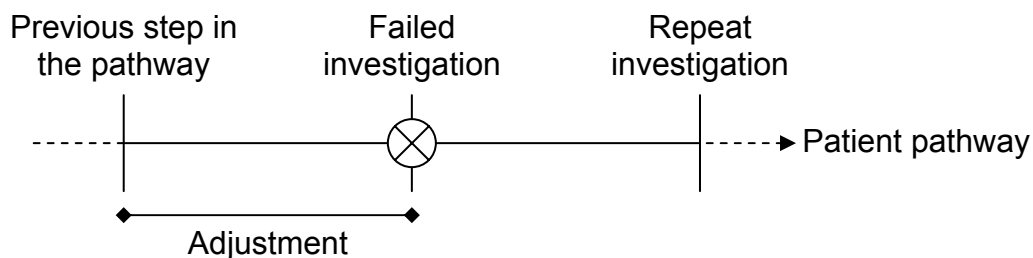 Previous step in
the pathway
Failed
investigation
Repeat
investigation
Patient pathway
Adjustment